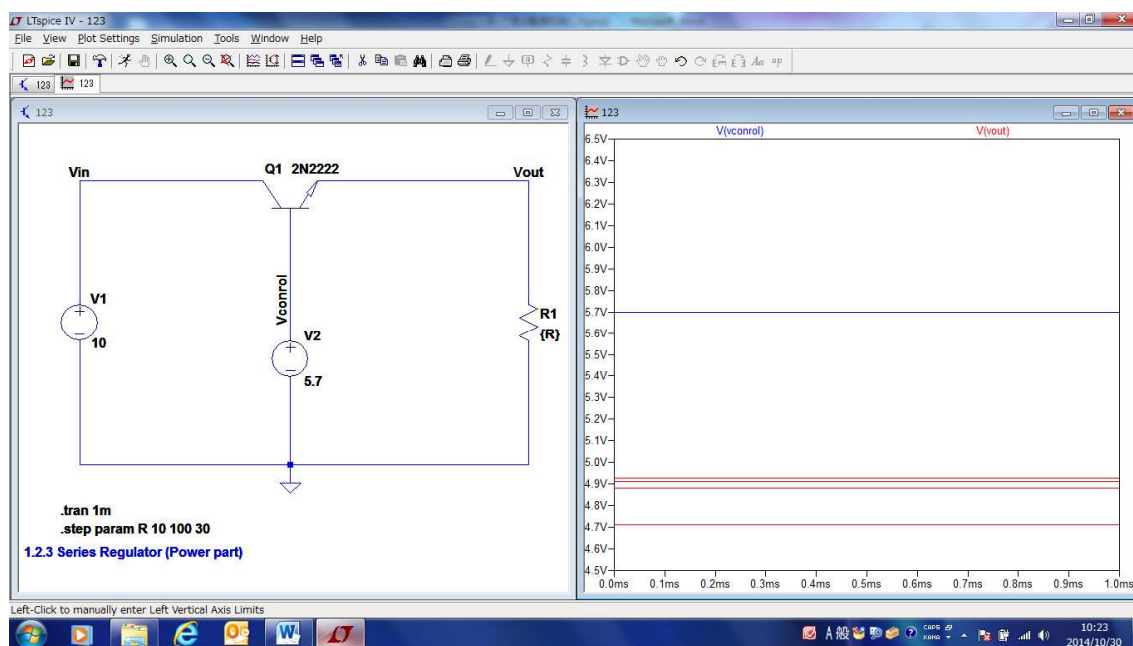 LTspice IV - 123
File View Plot Settings Simulation Tools Window Help
123 123
123
Vin
Q1 2N2222
Vout
V1
10
Vconrol
V2
5.7
R1
{R}
.tran 1m
.step param R 10 100 30
1.2.3 Series Regulator (Power part)
123
V(vconrol) V(vout)
6.5V
6.4V
6.3V
6.2V
6.1V
6.0V
5.9V
5.8V
5.7V
5.6V
5.5V
5.4V
5.3V
5.2V
5.1V
5.0V
4.9V
4.8V
4.7V
4.6V
4.5V
0.0ms 0.1ms 0.2ms 0.3ms 0.4ms 0.5ms 0.6ms 0.7ms 0.8ms 0.9ms 1.0ms
Left-Click to manually enter Left Vertical Axis Limits
A 般 CAPS
KANA
10:23
2014/10/30